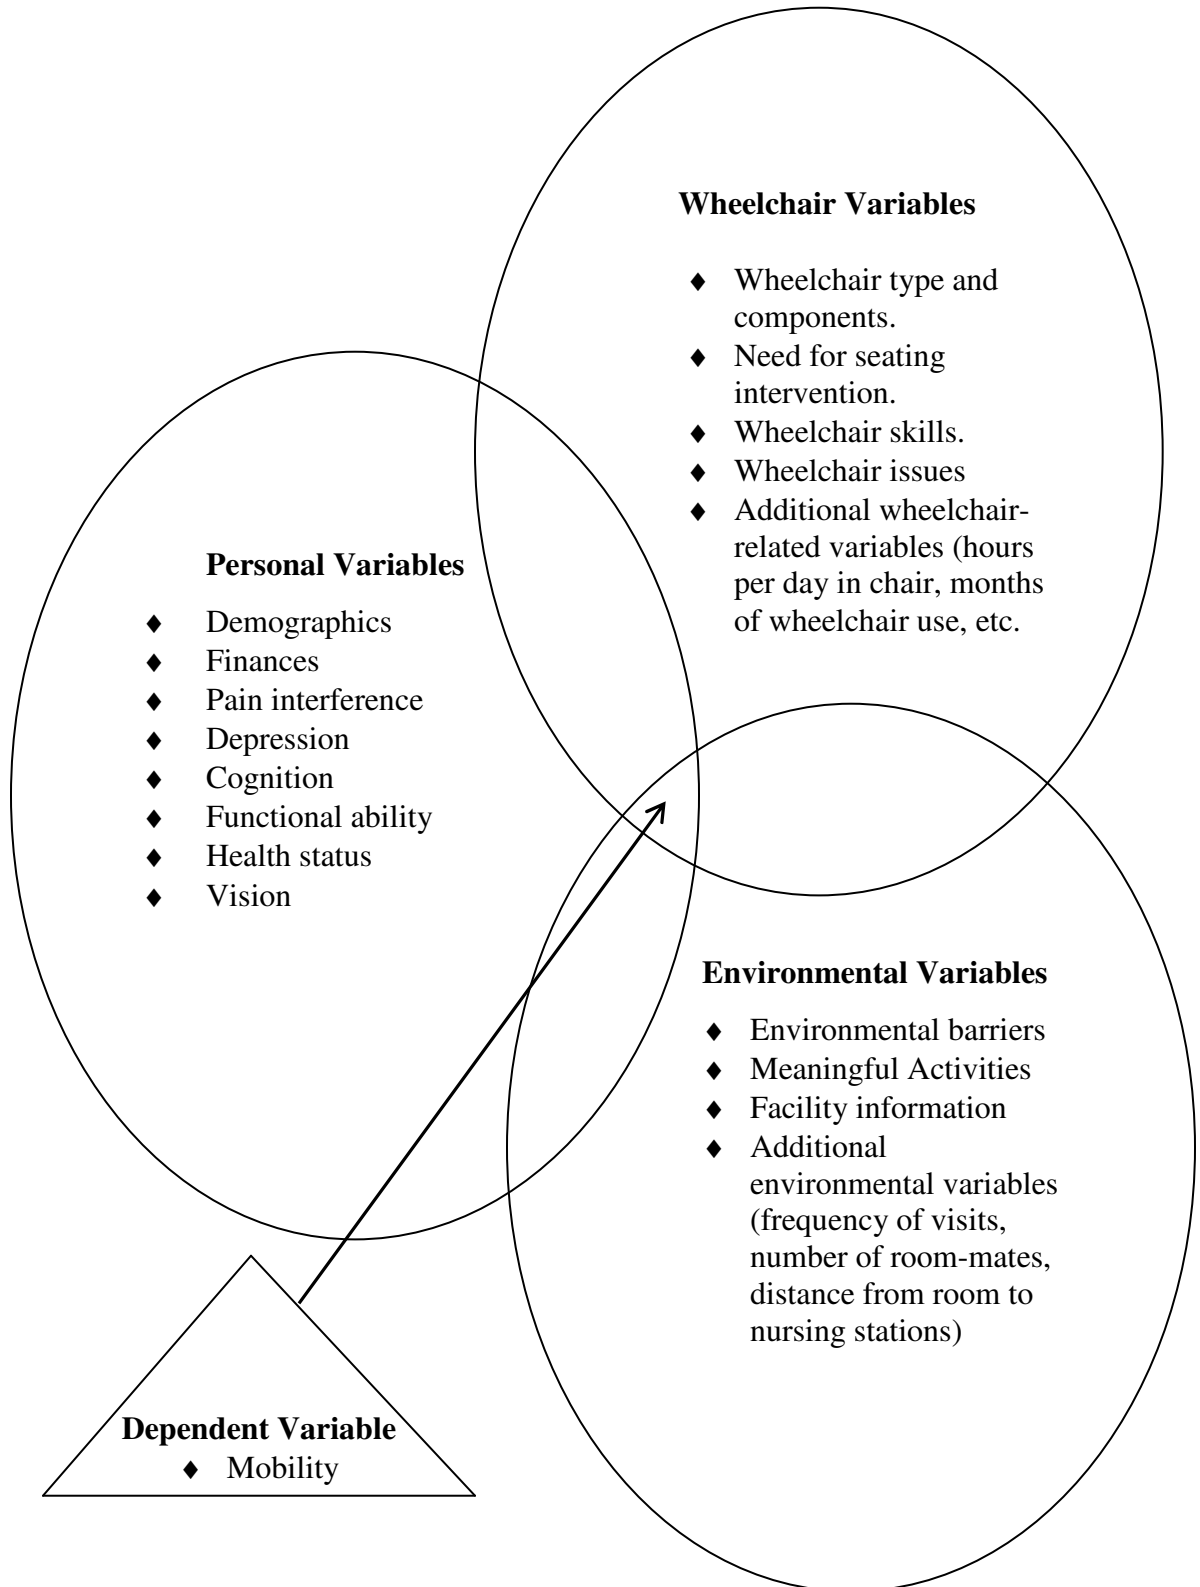 Wheelchair Variables
♦ Wheelchair type and
components.
♦ Need for seating
intervention.
♦ Wheelchair skills.
♦ Wheelchair issues
♦ Additional wheelchair-
related variables (hours
per day in chair, months
of wheelchair use, etc.
Personal Variables
♦ Demographics
♦ Finances
♦ Pain interference
♦ Depression
♦ Cognition
♦ Functional ability
♦ Health status
♦ Vision
Environmental Variables
♦ Environmental barriers
♦ Meaningful Activities
♦ Facility information
♦ Additional
environmental variables
(frequency of visits,
number of room-mates,
distance from room to
nursing stations)
Dependent Variable
♦ Mobility